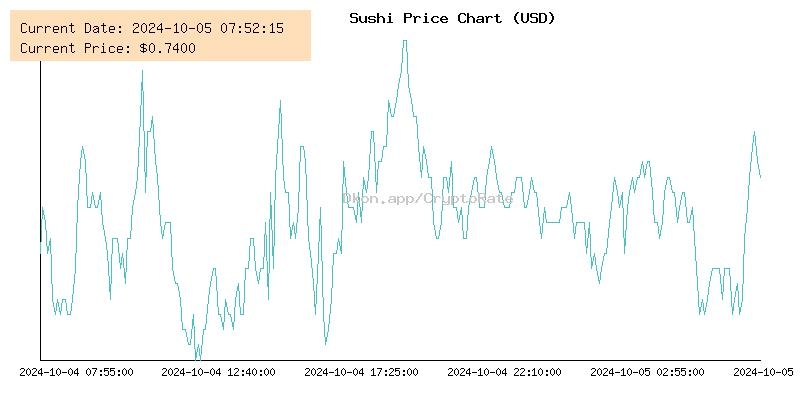 Sushi Price Chart (USD)
Current Date: 2024-10-05 07:52:15
Current Price: $0.7400
Dkon.app/CryptoRate
2024-10-04 07:55:00 2024-10-04 12:40:00 2024-10-04 17:25:00 2024-10-04 22:10:00 2024-10-05 02:55:00 2024-10-05